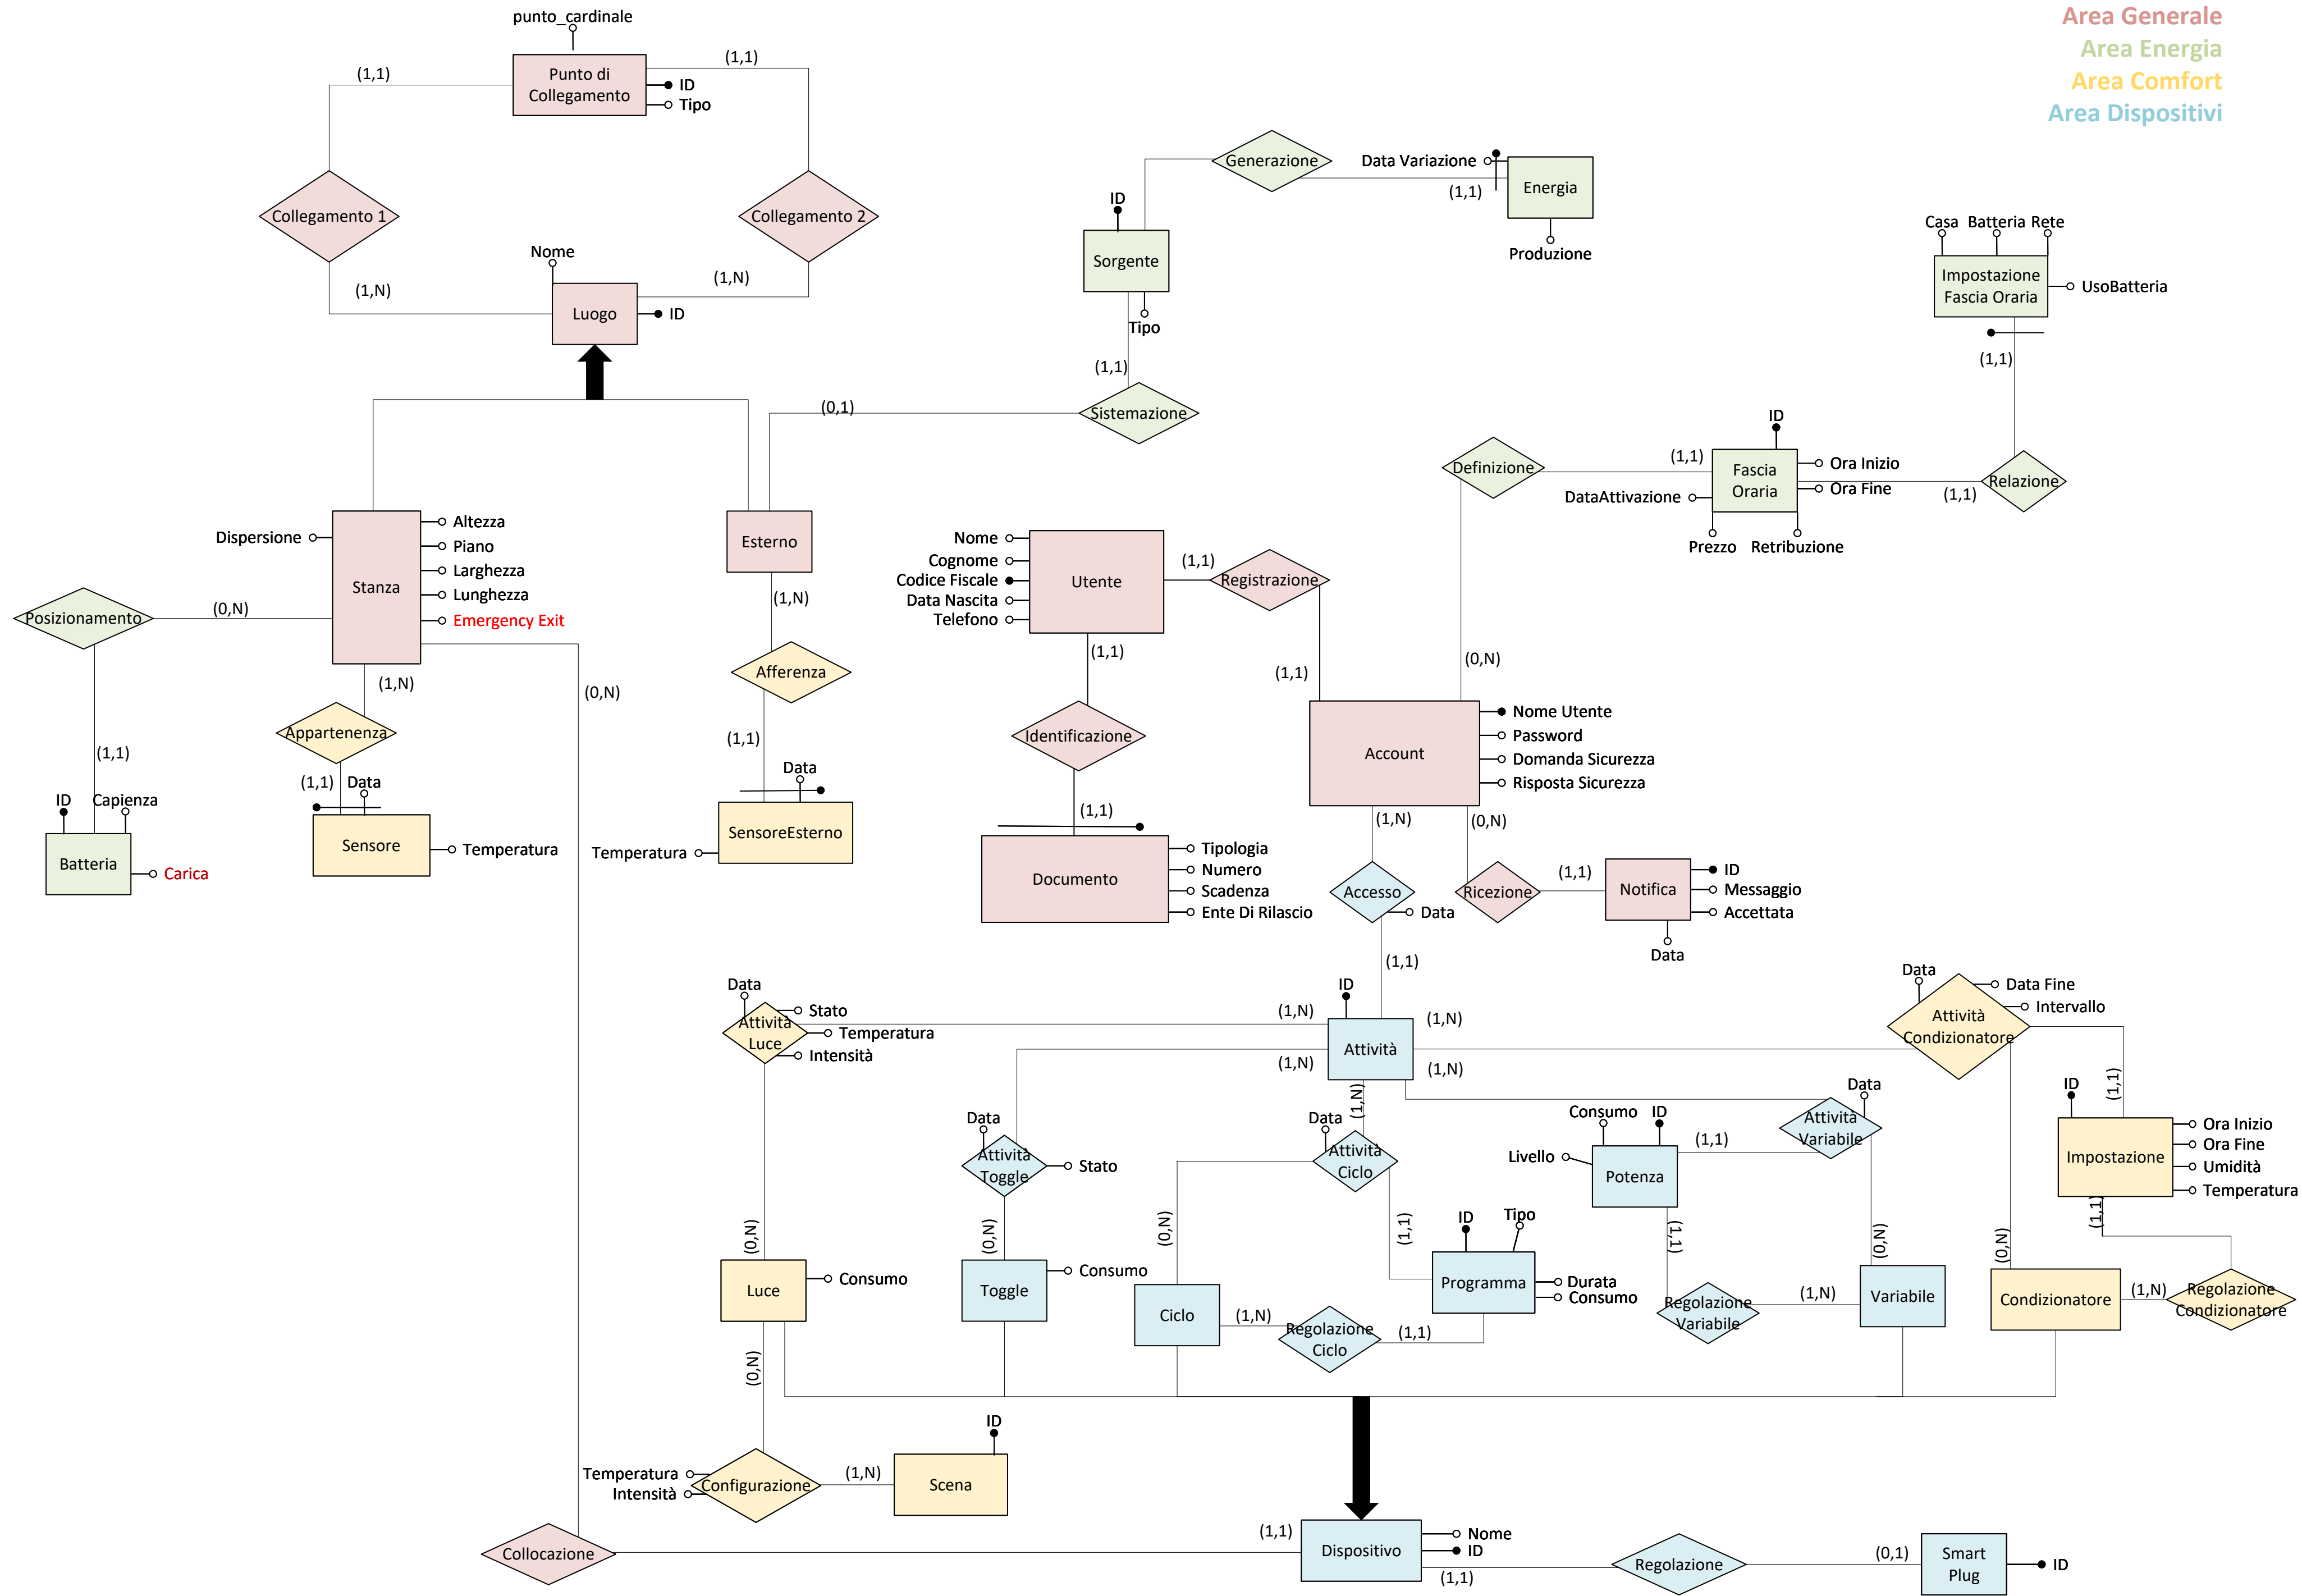 Area Generale
Area Energia
Area Comfort
Area Dispositivi
punto_cardinale
(1,1)
(1,1)
Punto di
Collegamento
ID
Tipo
Collegamento 1
Collegamento 2
Nome
(1,N)
(1,N)
Luogo
ID
Generazione
Data Variazione
(1,1)
Energia
Produzione
ID
Sorgente
Tipo
(1,1)
(0,1)
Sistemazione
Casa
Batteria
Rete
Impostazione
Fascia Oraria
UsoBatteria
(1,1)
ID
Definizione
(1,1)
Fascia
Oraria
Ora Inizio
Ora Fine
DataAttivazione
(1,1)
Relazione
Prezzo
Retribuzione
Dispersione
Stanza
Altezza
Piano
Larghezza
Lunghezza
Emergency Exit
Esterno
Posizionamento
(0,N)
(1,N)
(0,N)
(1,N)
Afferenza
Appartenenza
(1,1)
(1,1)
(1,1)
Data
Data
ID
Capienza
Batteria
Carica
Sensore
Temperatura
SensoreEsterno
Temperatura
Nome
Cognome
Codice Fiscale
Data Nascita
Telefono
Utente
(1,1)
Registrazione
(1,1)
(1,1)
(0,N)
Identificazione
(1,1)
Documento
Tipologia
Numero
Scadenza
Ente Di Rilascio
Account
Nome Utente
Password
Domanda Sicurezza
Risposta Sicurezza
(1,N)
(0,N)
Accesso
Data
Ricezione
(1,1)
Notifica
ID
Messaggio
Accettata
Data
(1,1)
Data
Stato
Attività
Luce
Temperatura
Intensità
(1,N)
ID
(1,N)
Attività
(1,N)
(1,N)
(1,N)
Data
Data Fine
Intervallo
Attività
Condizionatore
(1,1)
Data
Attività
Toggle
Stato
Data
Attività
Ciclo
Consumo
ID
Livello
Potenza
(1,1)
Data
Attività
Variabile
ID
Impostazione
Ora Inizio
Ora Fine
Umidità
Temperatura
(1,1)
(0,N)
(0,N)
(0,N)
(1,1)
(1,1)
(0,N)
(0,N)
Luce
Consumo
Toggle
Consumo
Ciclo
(1,N)
Regolazione
Ciclo
(1,1)
ID
Tipo
Programma
Durata
Consumo
Regolazione
Variabile
(1,N)
Variabile
Condizionatore
(1,N)
Regolazione
Condizionatore
(0,N)
Temperatura
Intensità
Configurazione
(1,N)
ID
Scena
Collocazione
(1,1)
Dispositivo
Nome
ID
(1,1)
Regolazione
(0,1)
Smart
Plug
ID